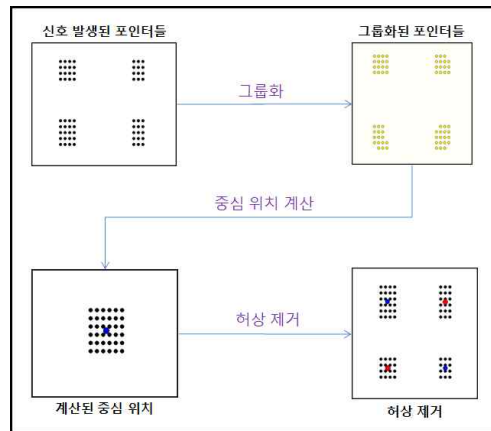 신호 발생된 포인터들
그룹화된 포인터들
그룹화
중심 위치 계산
허상 제거
계산된 중심 위치
허상 제거